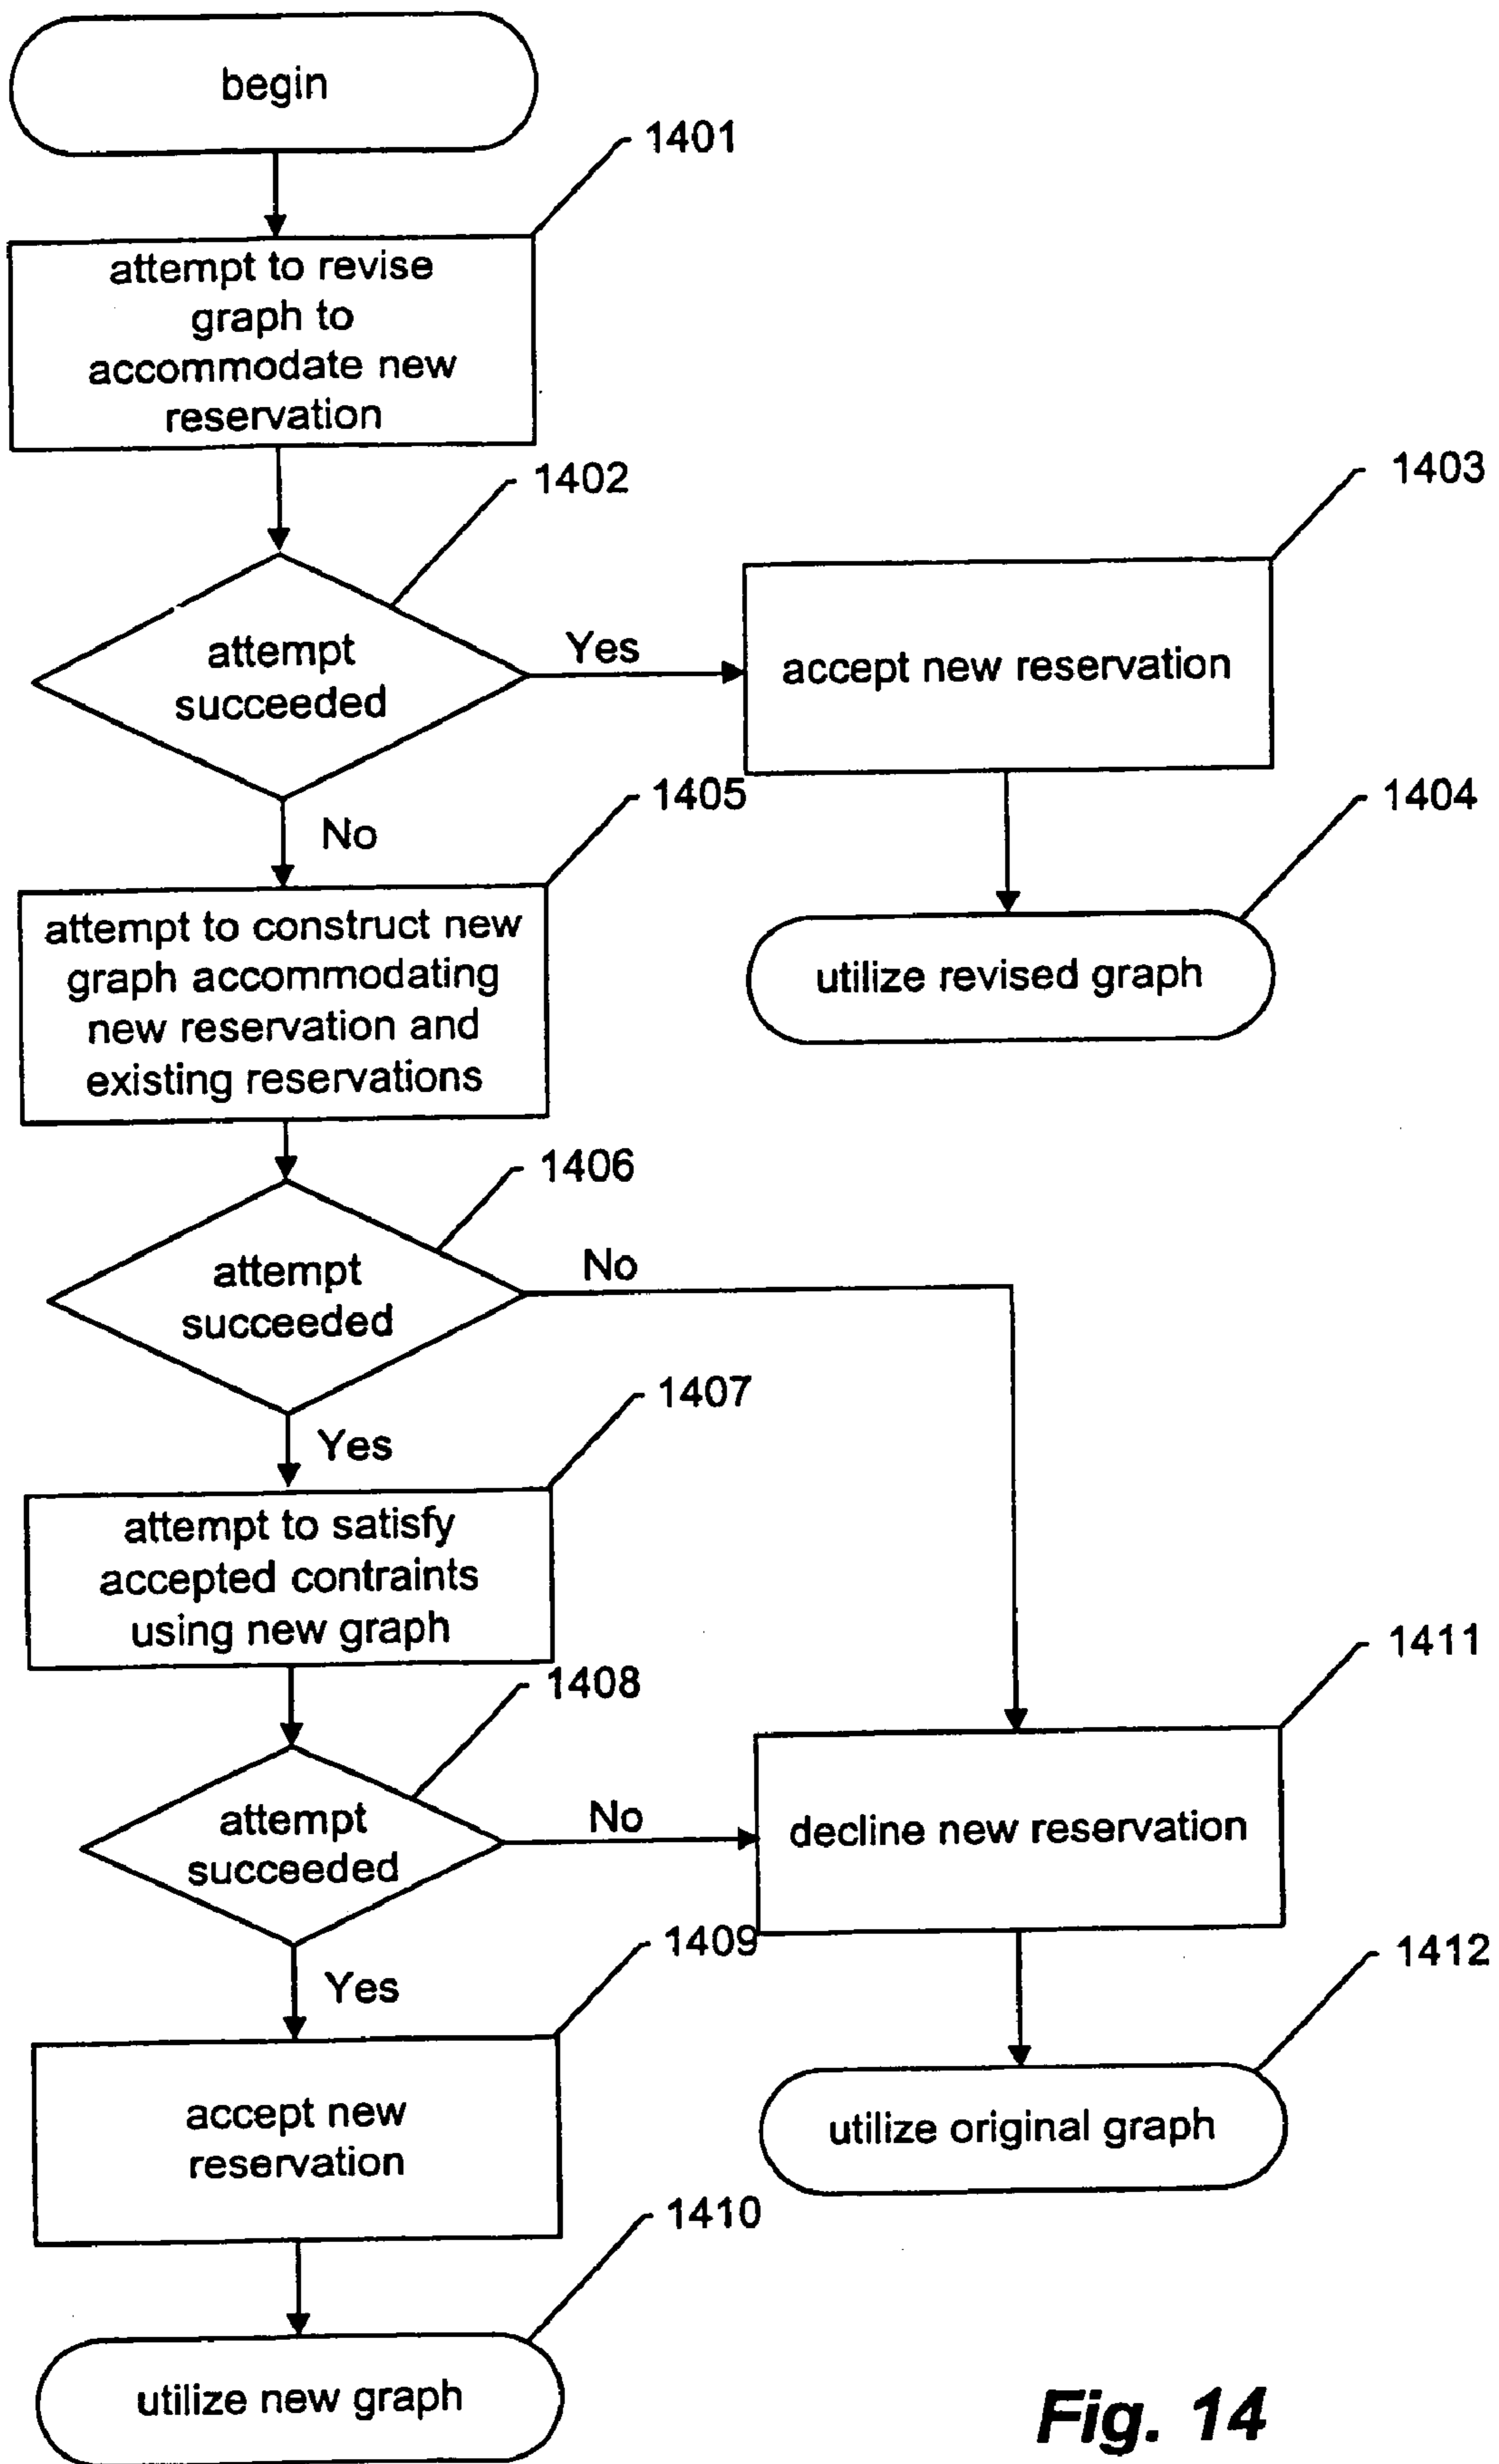 begin
1401
attempt to revise
graph to
accommodate new
reservation
1402
1403
attempt
succeeded
Yes
accept new reservation
No
1405
1404
attempt to construct new
graph accommodating
new reservation and
existing reservations
utilize revised graph
1406
attempt
succeeded
No
1407
Yes
attempt to satisfy
accepted contraints
using new graph
1408
1411
attempt
succeeded
No
decline new reservation
1409
Yes
1412
accept new
reservation
utilize original graph
1410
utilize new graph
Fig. 14